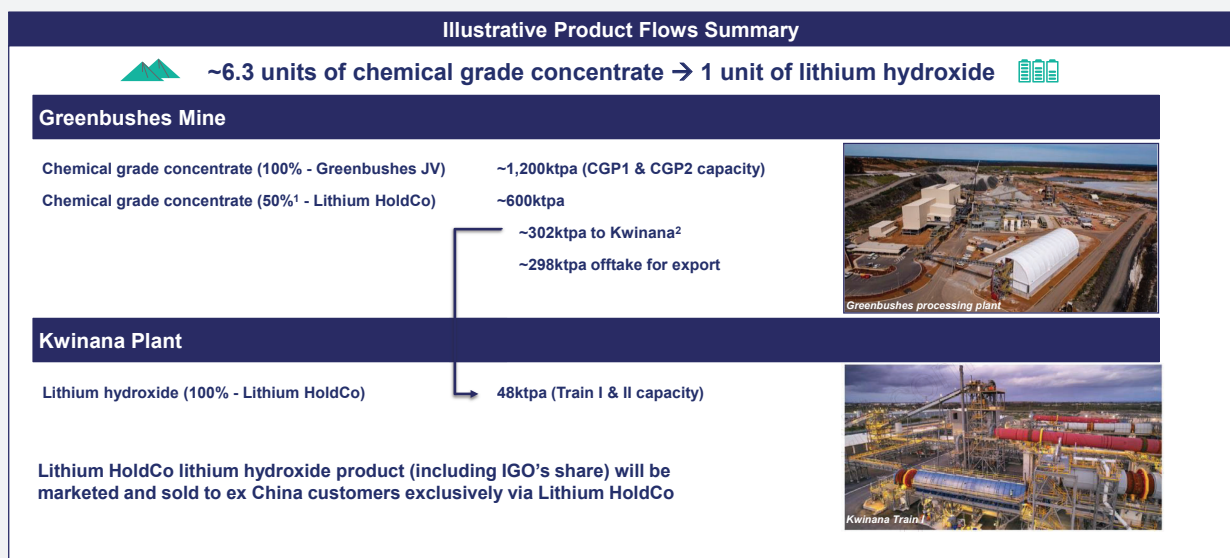 Illustrative Product Flows Summary
~6.3 units of chemical grade concentrate → 1 unit of lithium hydroxide
Greenbushes Mine
Chemical grade concentrate (100% - Greenbushes JV) ~1,200ktpa (CGP1 & CGP2 capacity)
Chemical grade concentrate (50%¹ - Lithium HoldCo) ~600ktpa
~302ktpa to Kwinana²
~298ktpa offtake for export
Greenbushes processing plant
Kwinana Plant
Lithium hydroxide (100% - Lithium HoldCo) 48ktpa (Train I & II capacity)
Lithium HoldCo lithium hydroxide product (including IGO's share) will be
marketed and sold to ex China customers exclusively via Lithium HoldCo
Kwinana Train I